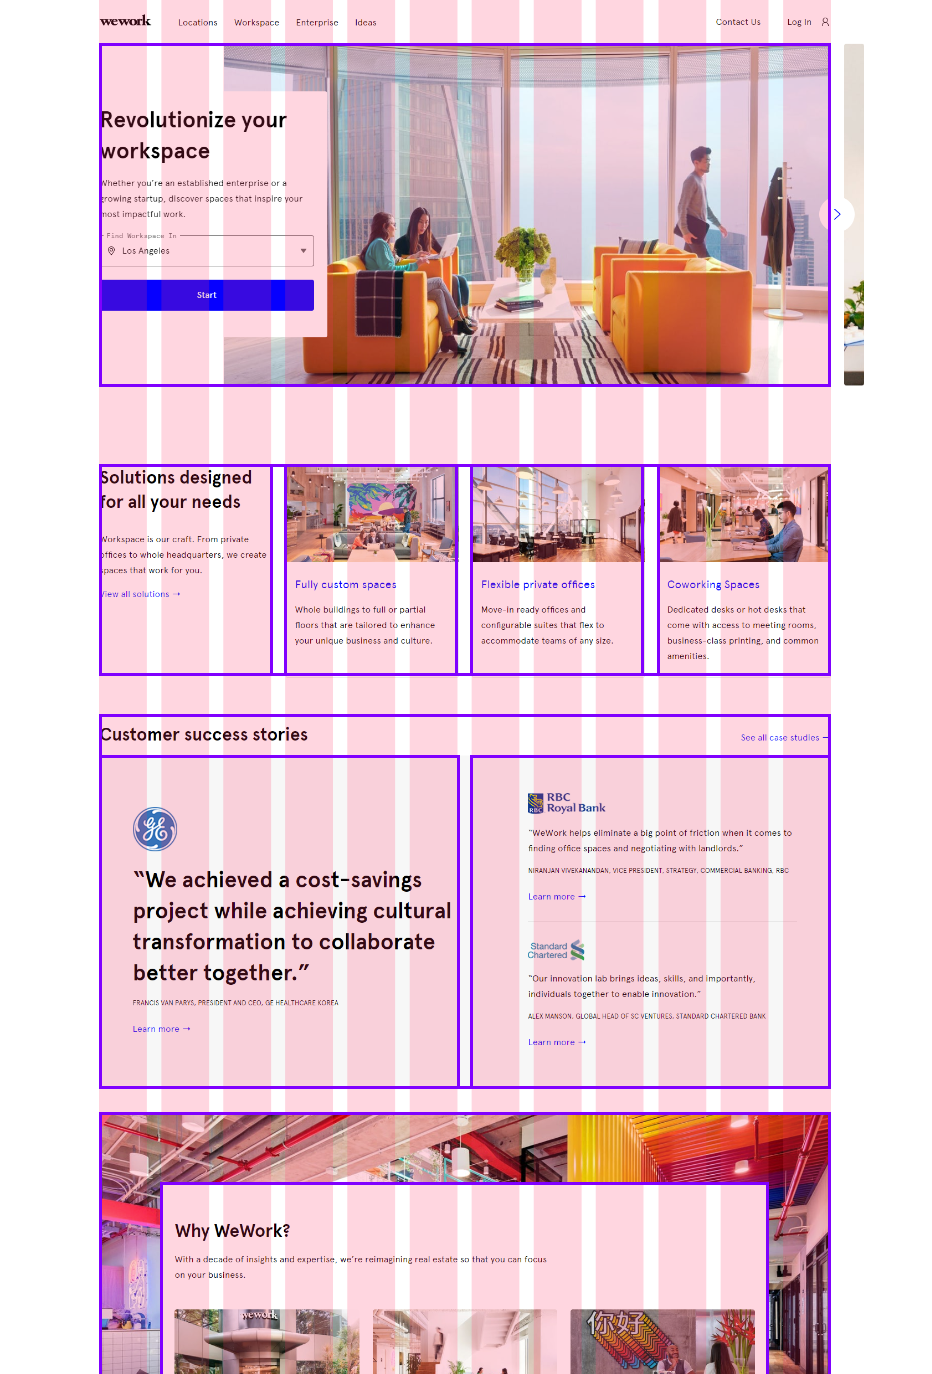 wework
Locations
Workspace
Enterprise
Ideas
Contact Us
Log In
Revolutionize your
workspace
Whether you're an established enterprise or a
growing startup, discover spaces that inspire your
most impactful work.
Find Workspace In
Los Angeles
Start
Solutions designed
for all your needs
Workspace is our craft. From private
offices to whole headquarters, we create
spaces that work for you.
View all solutions →
Fully custom spaces
Whole buildings to full or partial
floors that are tailored to enhance
your unique business and culture.
Flexible private offices
Move-in ready offices and
configurable suites that flex to
accommodate teams of any size.
Coworking Spaces
Dedicated desks or hot desks that
come with access to meeting rooms,
business-class printing, and common
amenities.
Customer success stories
See all case studies
GE
“We achieved a cost-savings
project while achieving cultural
transformation to collaborate
better together.”
FRANCIS VAN PARYS, PRESIDENT AND CEO, GE HEALTHCARE KOREA
Learn more →
RBC
RBC
Royal Bank
“WeWork helps eliminate a big point of friction when it comes to
finding office spaces and negotiating with landlords.”
NIRANJAN VIVEKANANDAN, VICE PRESIDENT, STRATEGY, COMMERCIAL BANKING, RBC
Learn more →
Standard
Chartered
“Our innovation lab brings ideas, skills, and importantly,
individuals together to enable innovation.”
ALEX MANSON, GLOBAL HEAD OF SC VENTURES, STANDARD CHARTERED BANK
Learn more →
Why WeWork?
With a decade of insights and expertise, we're reimagining real estate so that you can focus
on your business.
wework
你好